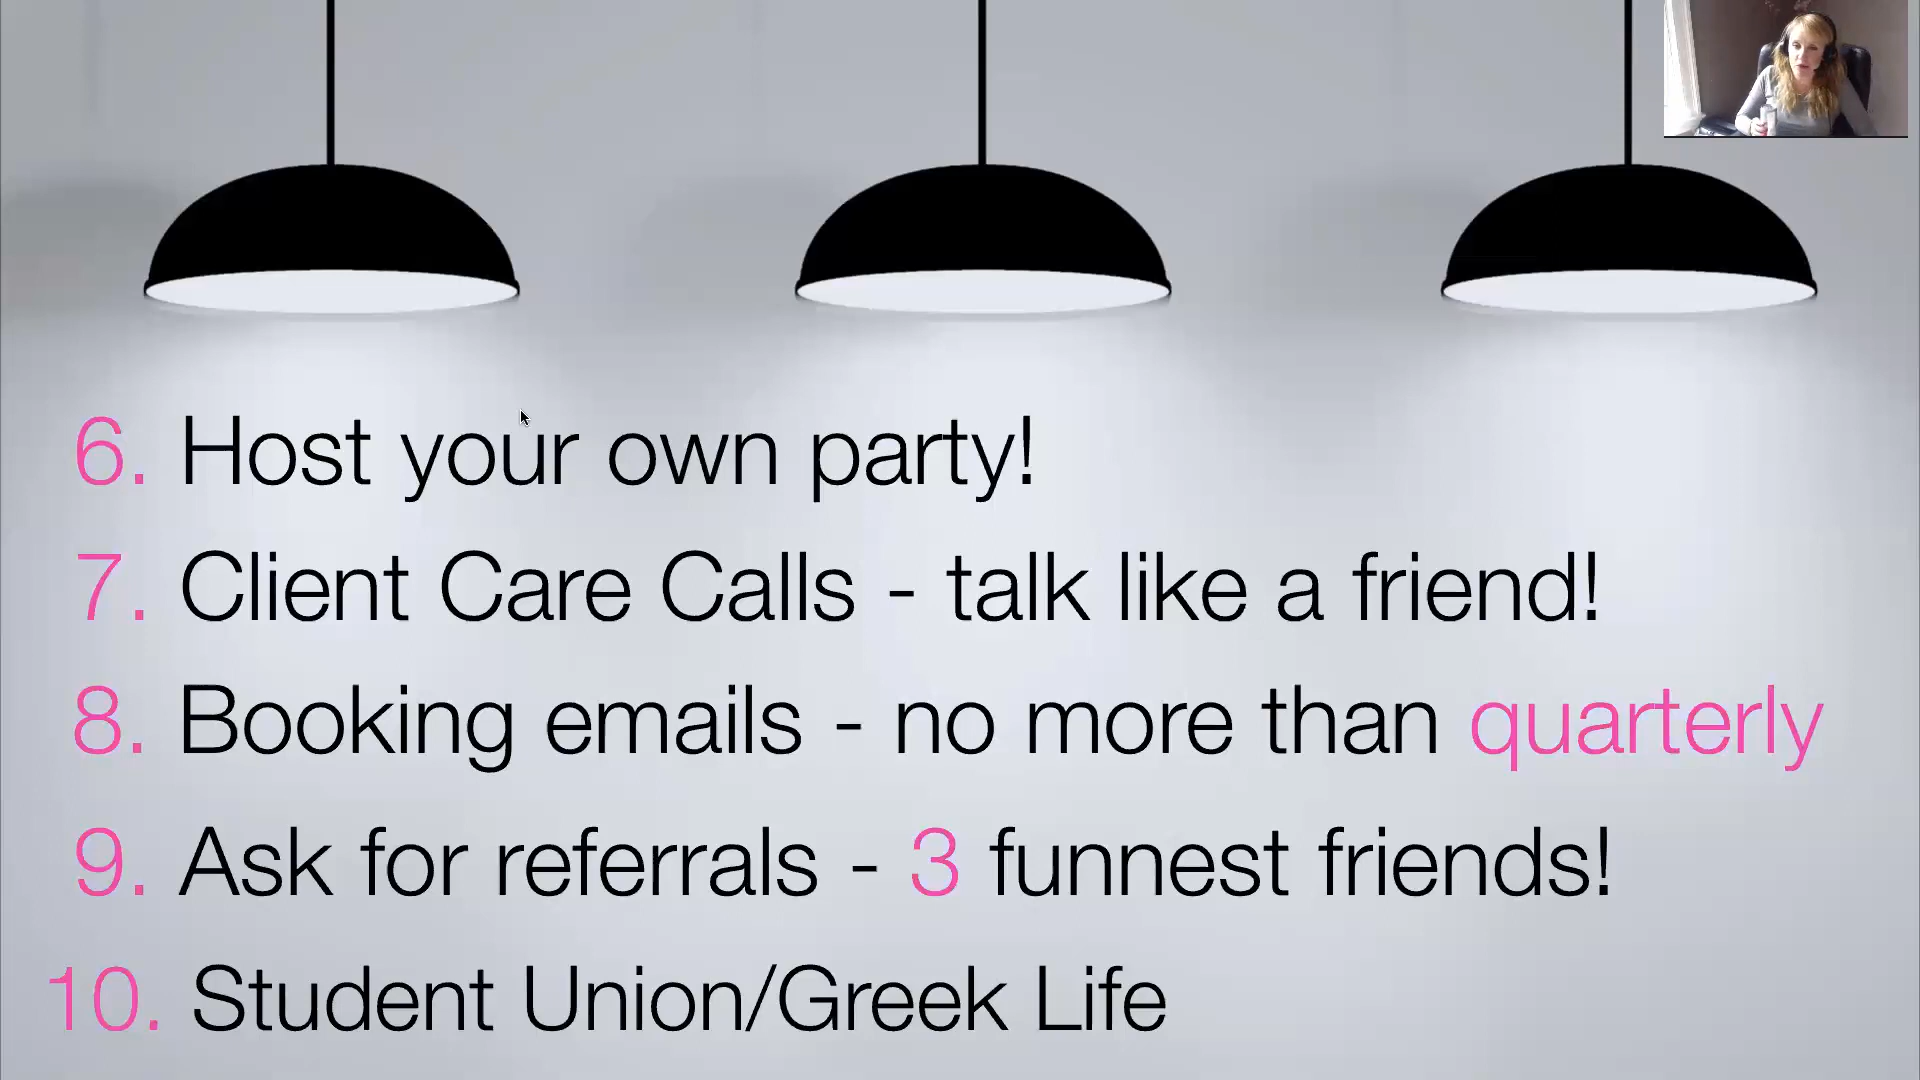 6. Host your own party!
7. Client Care Calls - talk like a friend!
8. Booking emails - no more than quarterly
9. Ask for referrals - 3 funnest friends!
10. Student Union/Greek Life